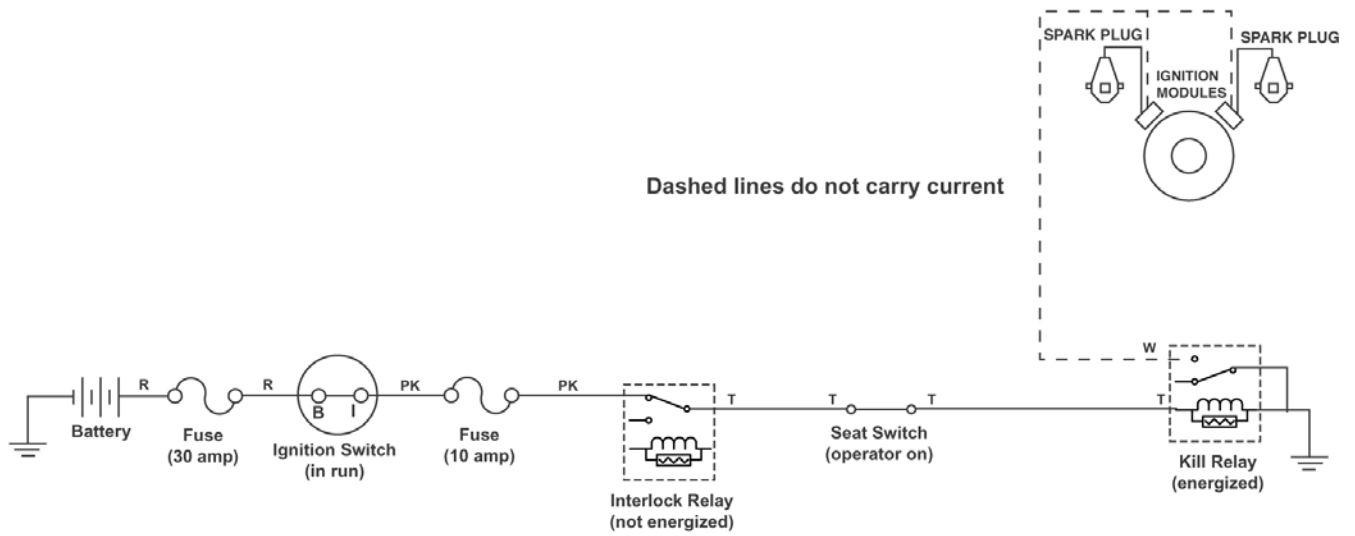 SPARK PLUG
SPARK PLUG
IGNITION
MODULES
Dashed lines do not carry current
W
R
R
PK
PK
T
T
T
T
B
I
Battery
Fuse
(30 amp)
Ignition Switch
(in run)
Fuse
(10 amp)
Interlock Relay
(not energized)
Seat Switch
(operator on)
Kill Relay
(energized)